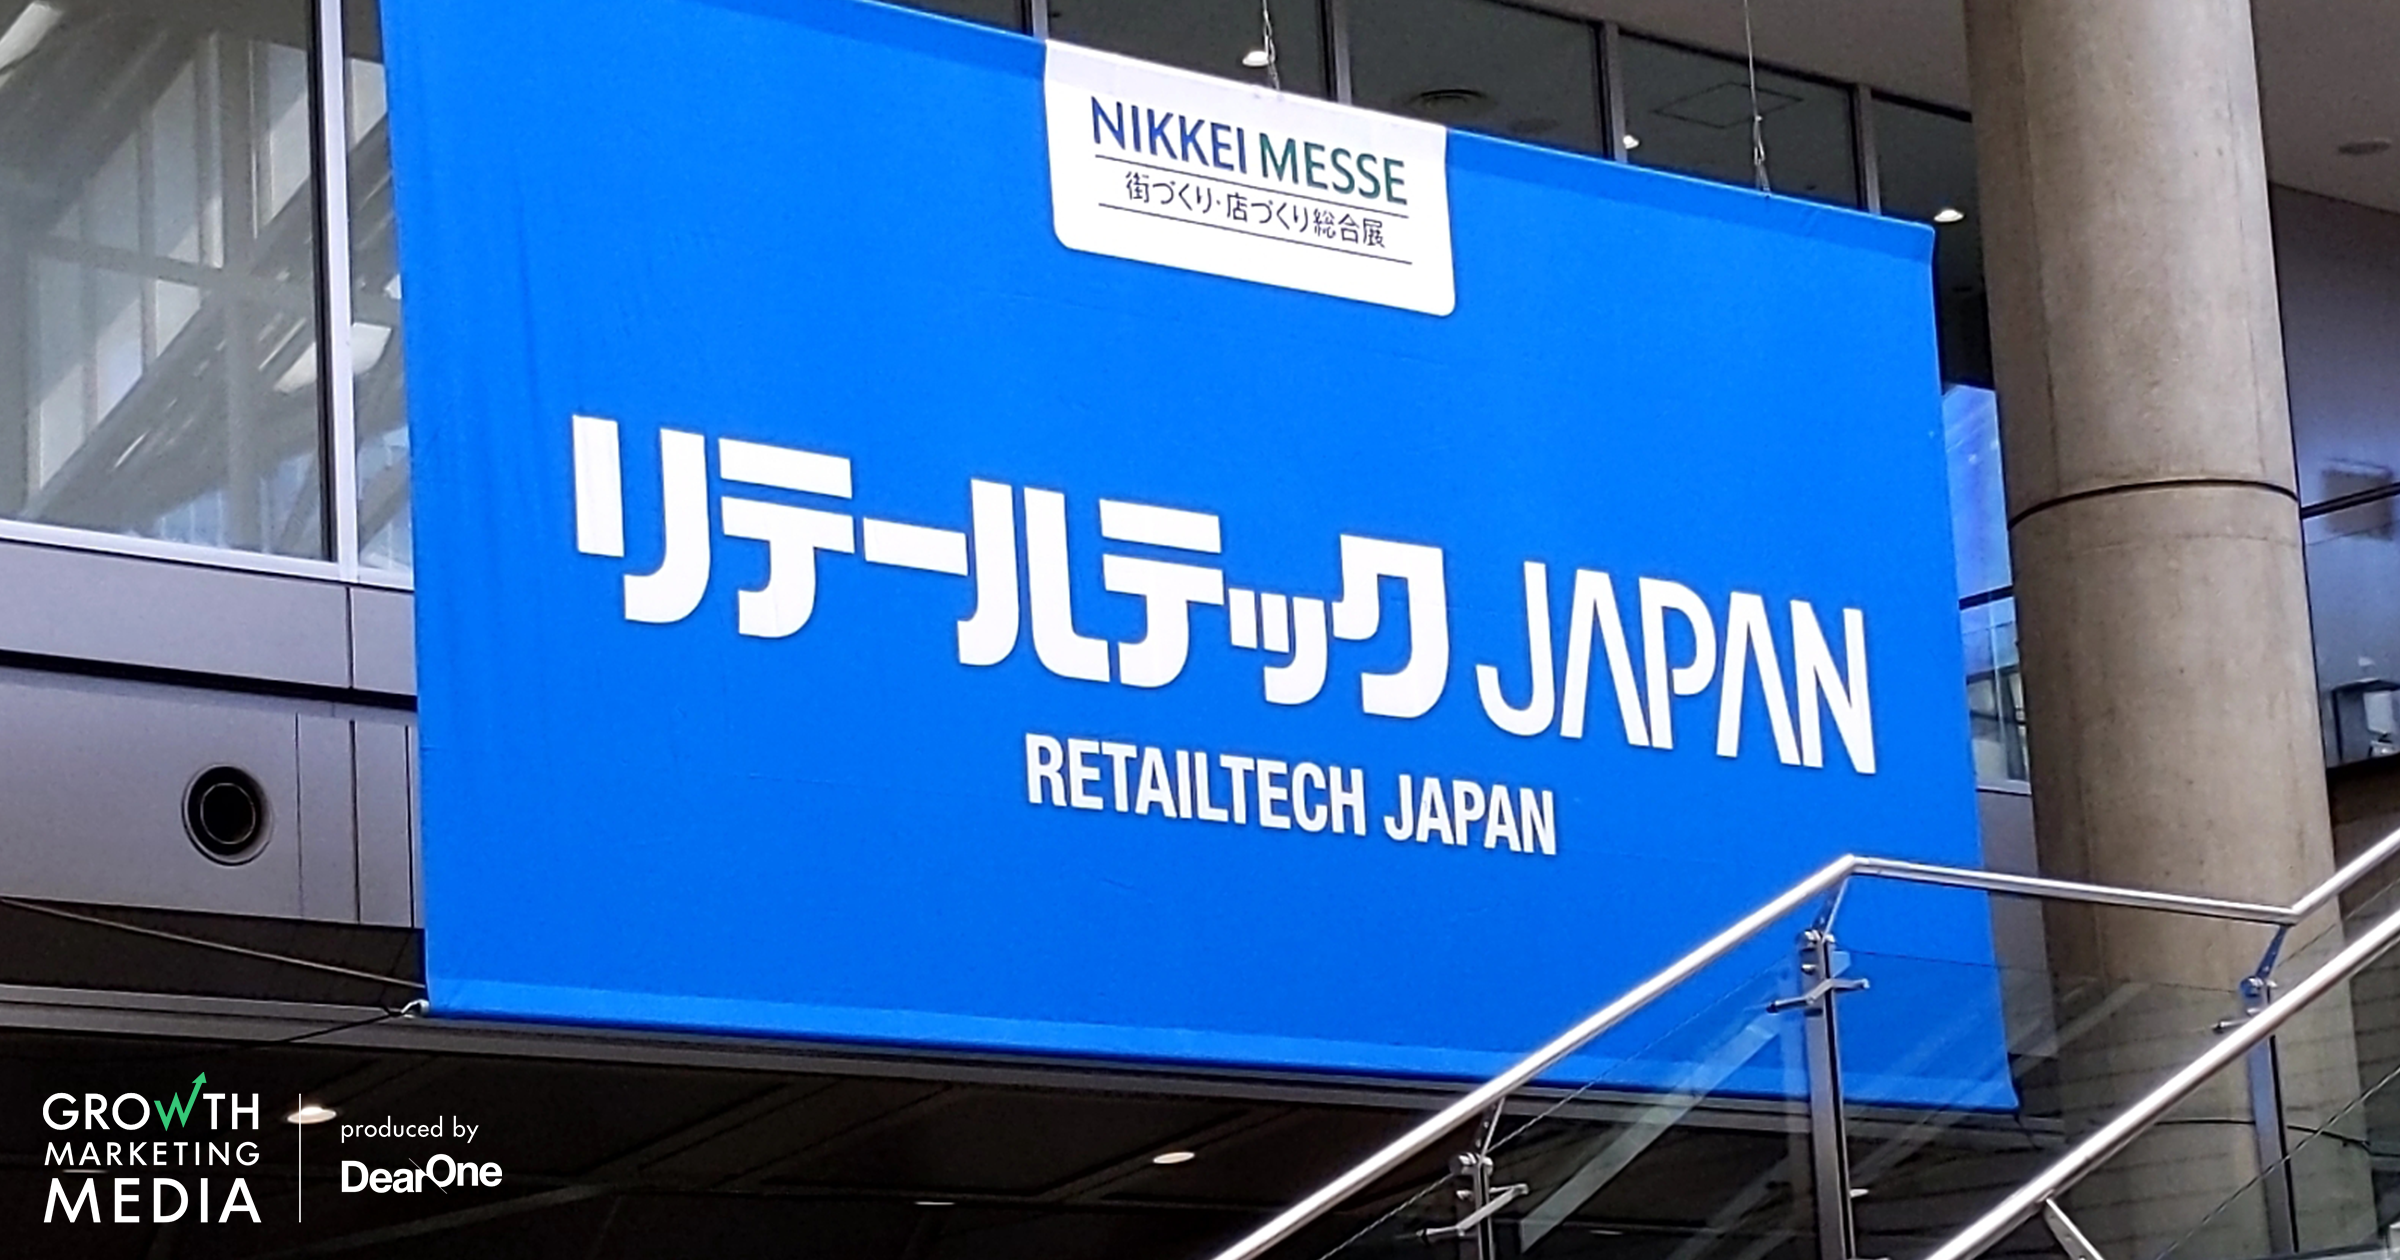 NIKKEI MESSE
街づくり・店づくり総合展
リテールテック JAPAN
RETAILTECH JAPAN
GROWTH
MARKETING
MEDIA
produced by
DearOne